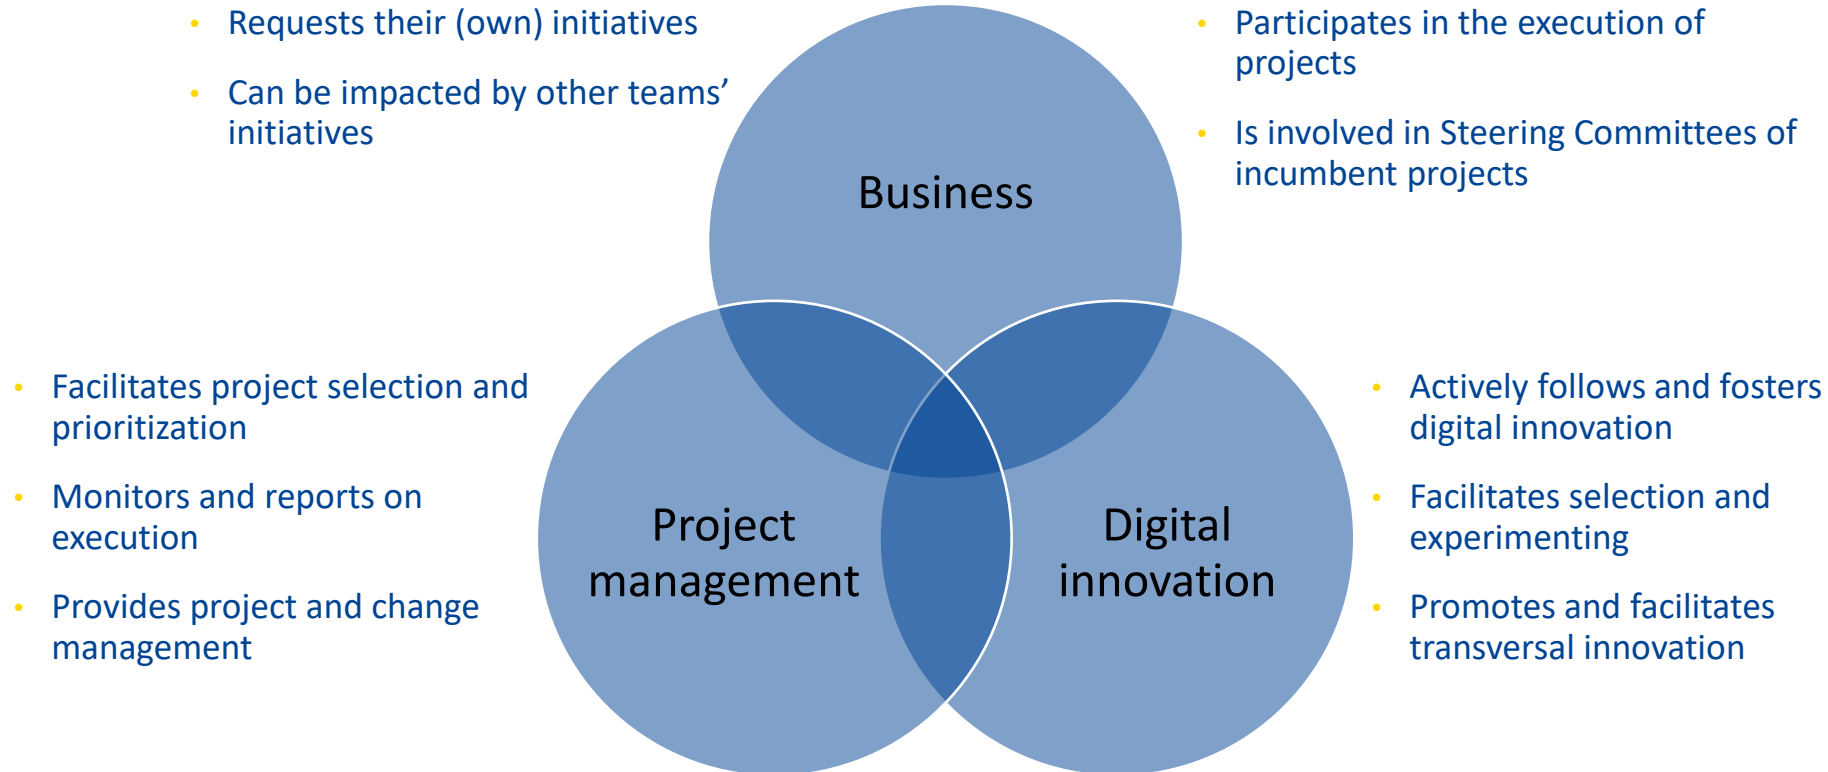 • Requests their (own) initiatives
• Can be impacted by other teams’
initiatives
• Participates in the execution of
projects
• Is involved in Steering Committees of
incumbent projects
Business
• Facilitates project selection and
prioritization
• Monitors and reports on
execution
• Provides project and change
management
Project
management
Digital
innovation
• Actively follows and fosters
digital innovation
• Facilitates selection and
experimenting
• Promotes and facilitates
transversal innovation